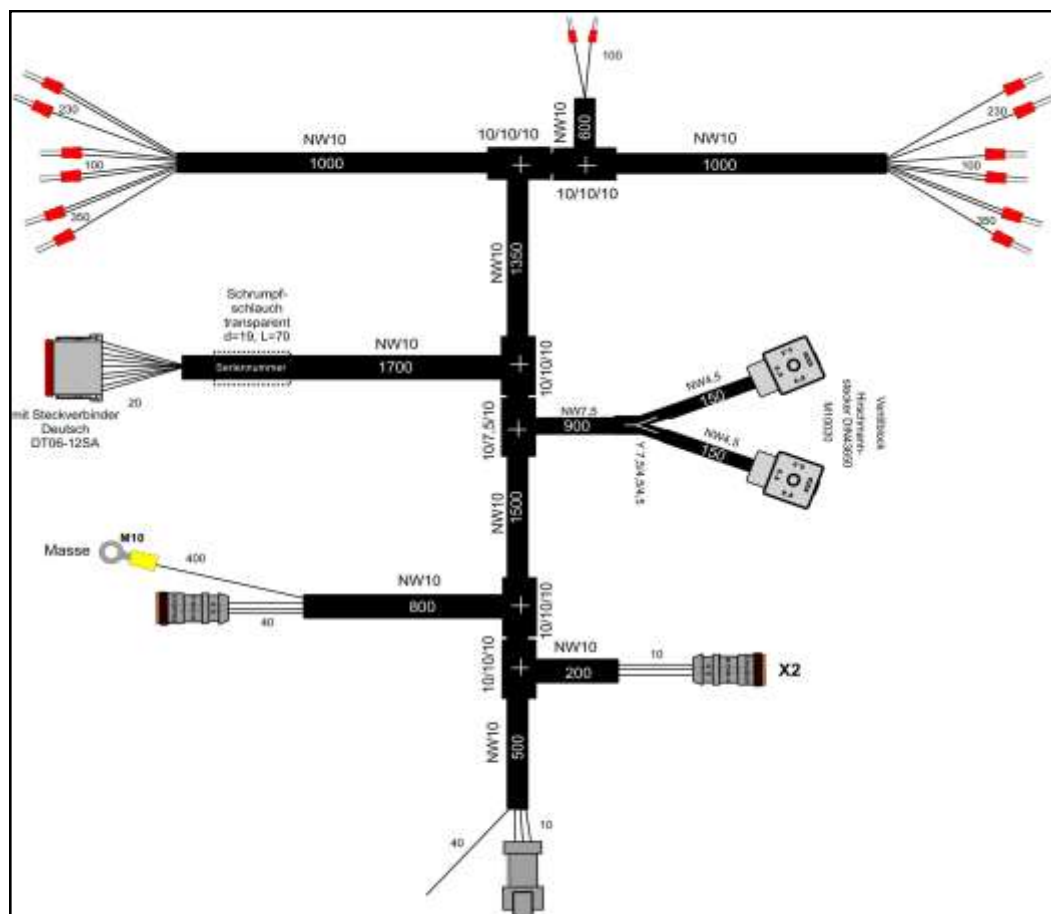 100
230
230
NW10
10/10/10
NW10
600
NW10
1000
1000
100
100
10/10/10
350
350
NW10
1350
Schrumpf-
schlauch
transparent
d=19, L=70
NW10
Seriennummer
1700
10/10/10
20
mit Steckverbinder
Deutsch
DT06-12SA
NW4.5
150
NW7.5
900
10/7.5/10
NW4.5
150
Y 7.5/4.5/4.5
Ventilblock
Hirschmann-
stecker DIN43650
NW10
1500
Masse
M10
400
NW10
800
40
10/10/10
10/10/10
NW10
200
10
X2
NW10
500
40
10